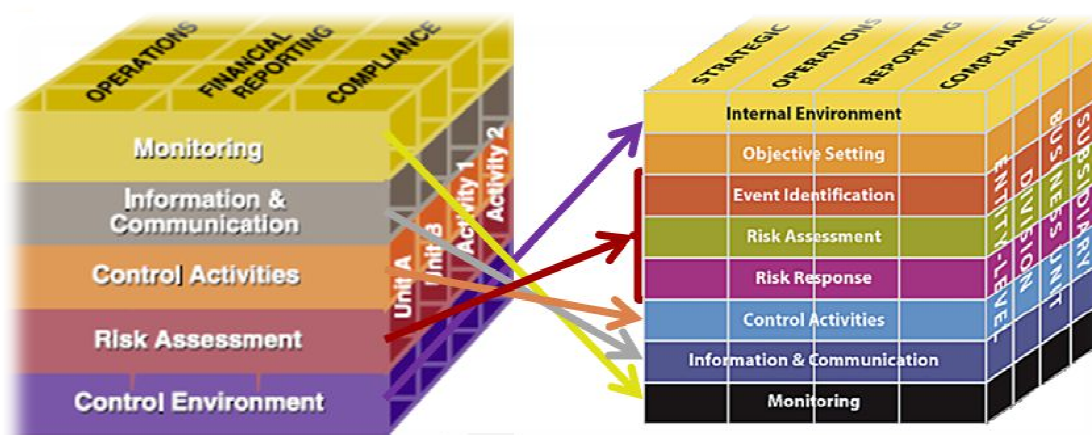 OPERATIONS
FINANCIAL
REPORTING
COMPLIANCE
Monitoring
Information &
Communication
Control Activities
Risk Assessment
Control Environment
Unit A
Unit B
Activity 1
Activity 2
STRATEGIC
OPERATIONS
REPORTING
COMPLIANCE
Internal Environment
Objective Setting
Event Identification
Risk Assessment
Risk Response
Control Activities
Information & Communication
Monitoring
ENTITY-LEVEL
DIVISION
BUSINESS UNIT
SUBSIDIARY